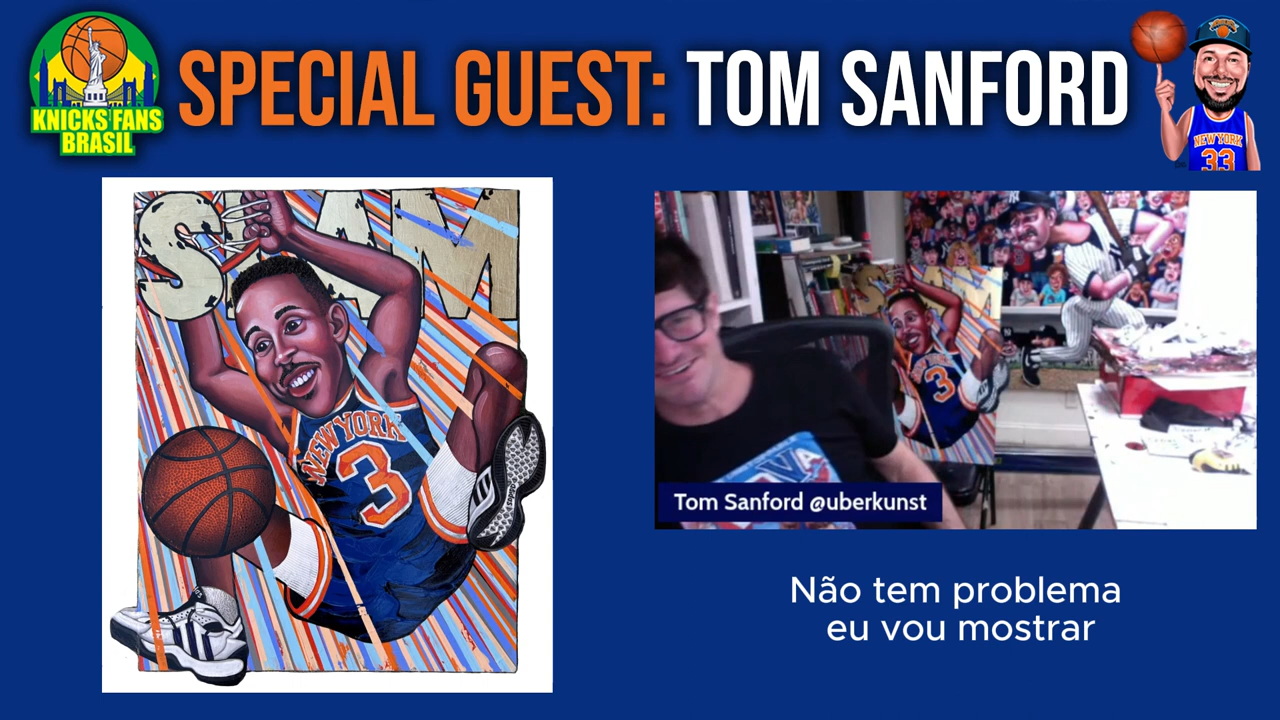 KNICKS FANS
BRASIL
SPECIAL GUEST: TOM SANFORD
NEW YORK
33
SLAM
NEW YORK
3
3
Tom Sanford @uberkunst
Não tem problema
eu vou mostrar